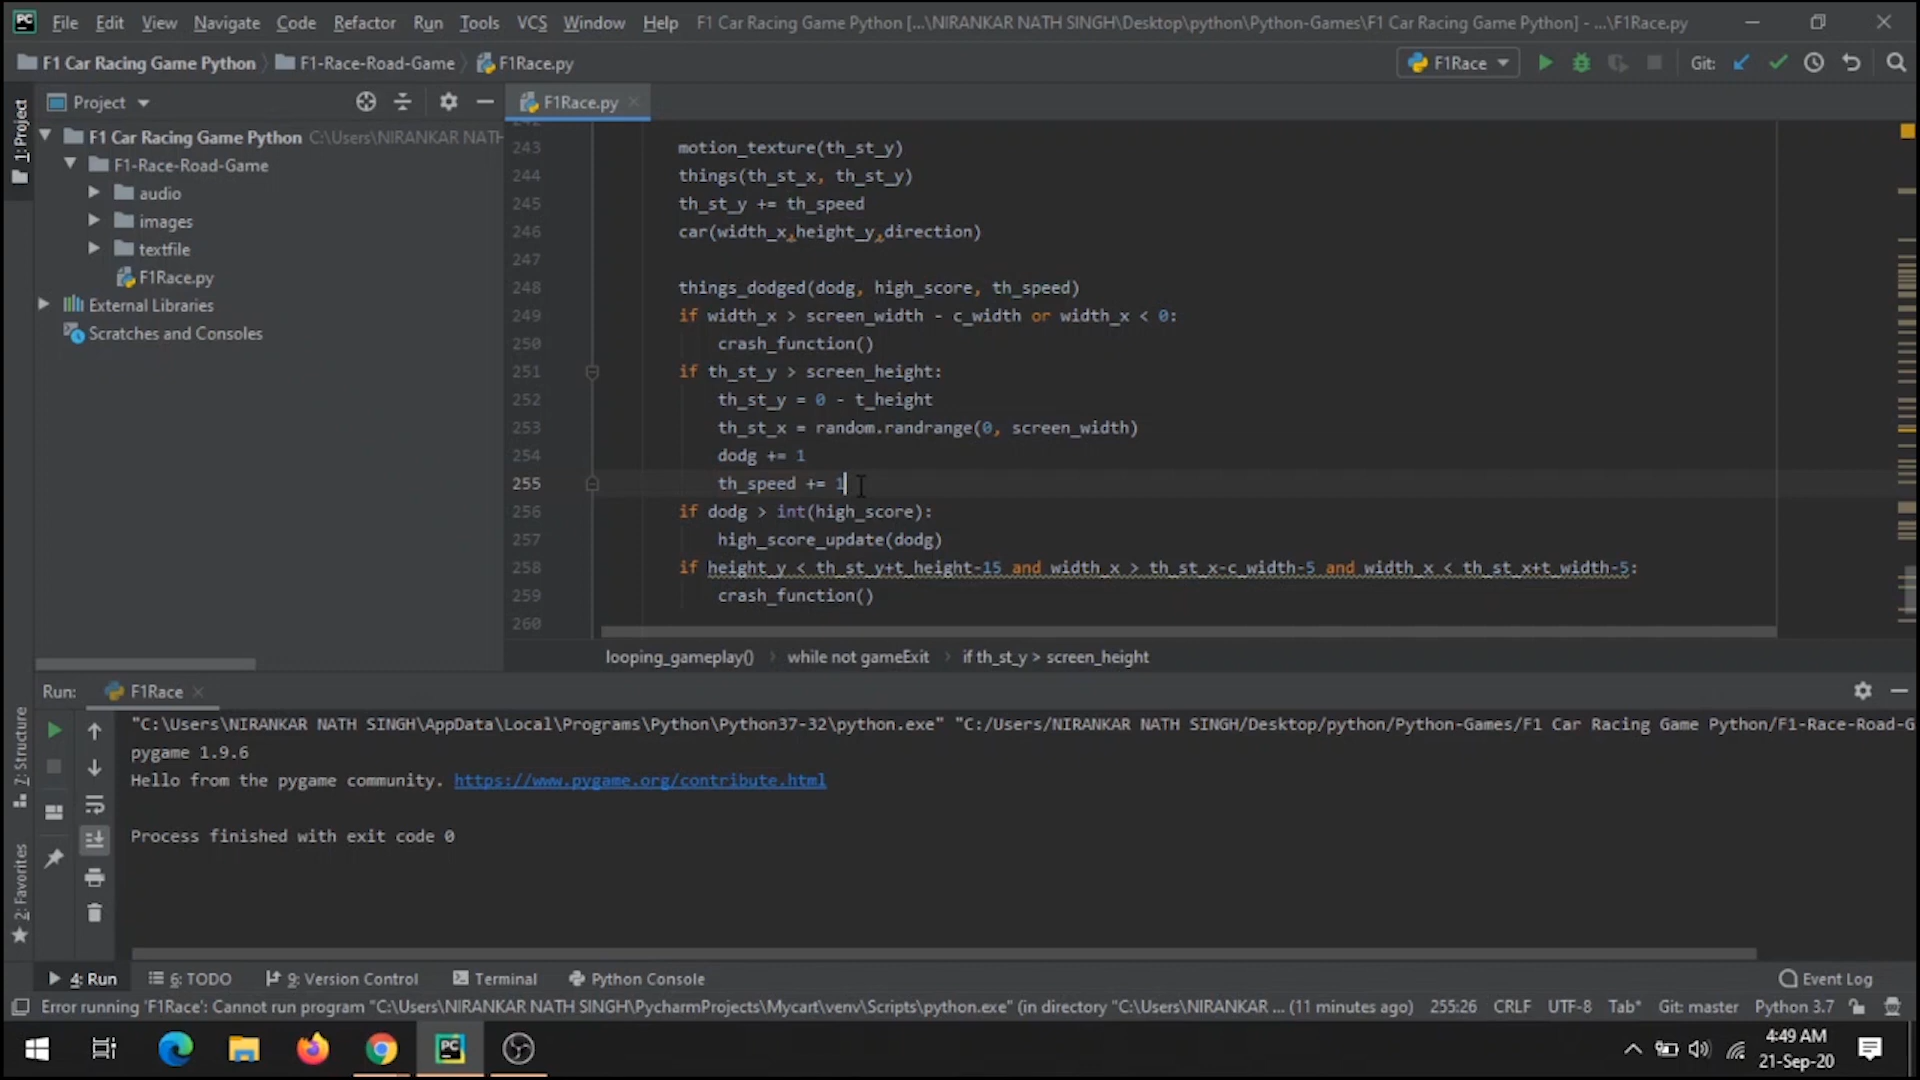 PC File Edit View Navigate Code Refactor Run Tools VCS Window Help F1 Car Racing Game Python [...\NIRANKAR NATH SINGH\Desktop\python\Python-Games\F1 Car Racing Game Python] - ...\F1Race.py
F1 Car Racing Game Python F1-Race-Road-Game F1Race.py F1Race Git:
Project F1Race.py
1: Project
F1 Car Racing Game Python C:\Users\NIRANKAR NATH
F1-Race-Road-Game
audio
images
textfile
F1Race.py
External Libraries
Scratches and Consoles
243 motion_texture(th_st_y)
244 things(th_st_x, th_st_y)
245 th_st_y += th_speed
246 car(width_x,height_y,direction)
247
248 things_dodged(dodg, high_score, th_speed)
249 if width_x > screen_width - c_width or width_x < 0:
250 crash_function()
251 if th_st_y > screen_height:
252 th_st_y = 0 - t_height
253 th_st_x = random.randrange(0, screen_width)
254 dodg += 1
255 th_speed += 1
256 if dodg > int(high_score):
257 high_score_update(dodg)
258 if height_y < th_st_y+t_height-15 and width_x > th_st_x-c_width-5 and width_x < th_st_x+t_width-5:
259 crash_function()
260
looping_gameplay() › while not gameExit › if th_st_y > screen_height
Run: F1Race
"C:\Users\NIRANKAR NATH SINGH\AppData\Local\Programs\Python\Python37-32\python.exe" "C:/Users/NIRANKAR NATH SINGH/Desktop/python/Python-Games/F1 Car Racing Game Python/F1-Race-Road-G
pygame 1.9.6
Hello from the pygame community. https://www.pygame.org/contribute.html
Process finished with exit code 0
7: Structure
2: Favorites
4: Run 6: TODO 9: Version Control Terminal Python Console Event Log
Error running 'F1Race': Cannot run program "C:\Users\NIRANKAR NATH SINGH\PycharmProjects\Mycart\venv\Scripts\python.exe" (in directory "C:\Users\NIRANKAR ... (11 minutes ago) 255:26 CRLF UTF-8 Tab* Git: master Python 3.7
PC
4:49 AM
21-Sep-20